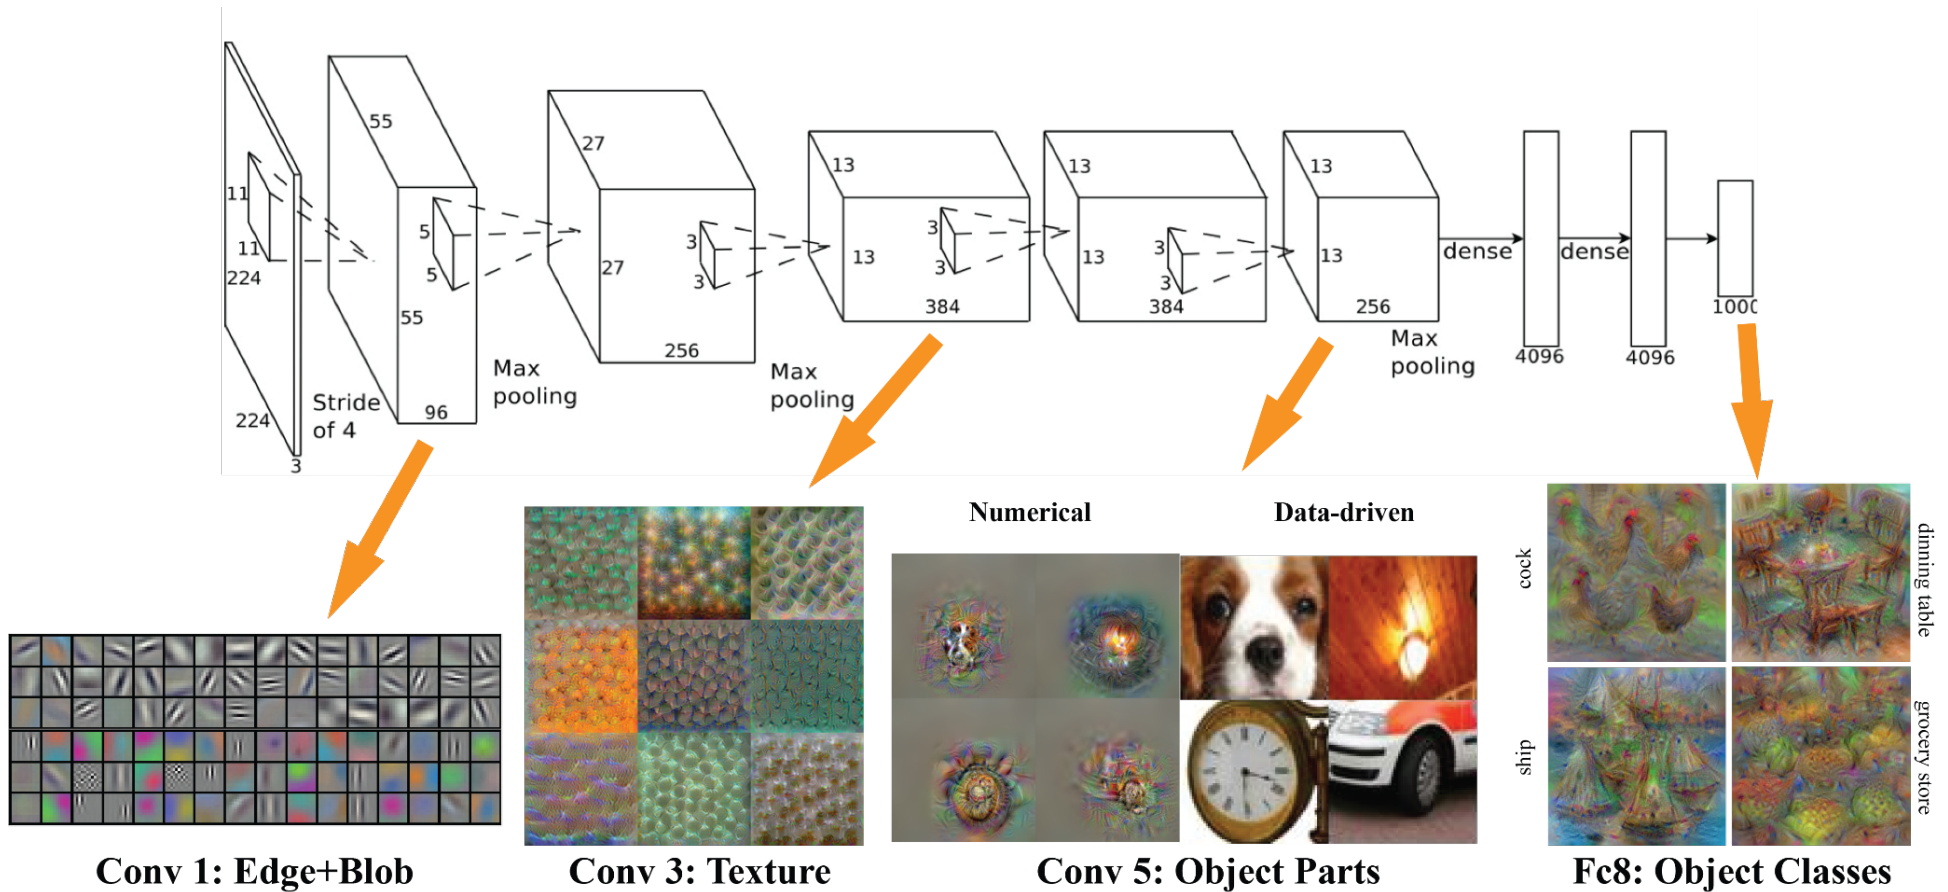 11
11
224
224
3
Stride
of 4
55
55
5
5
96
Max
pooling
27
27
3
3
256
Max
pooling
13
13
3
3
384
13
13
3
3
384
13
13
256
Max
pooling
dense
4096
dense
4096
1000
Numerical
Data-driven
cock
dinning table
ship
grocery store
Conv 1: Edge+Blob
Conv 3: Texture
Conv 5: Object Parts
Fc8: Object Classes